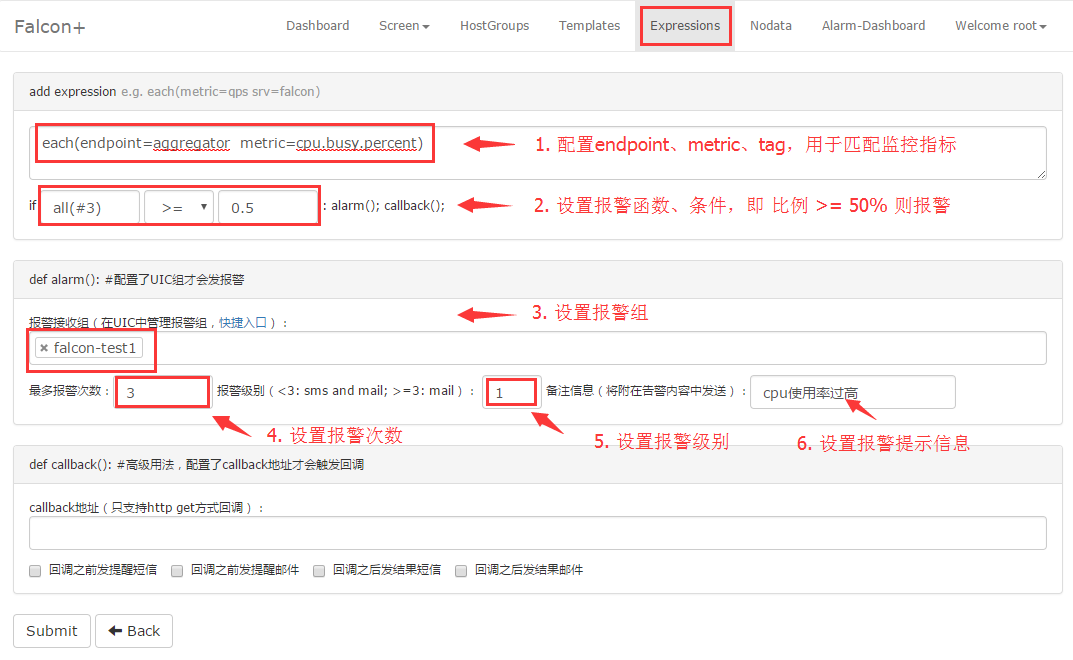 Falcon+ Dashboard Screen HostGroups Templates Expressions Nodata Alarm-Dashboard Welcome root
add expression e.g. each(metric=qps srv=falcon)
each(endpoint=aggregator metric=cpu.busy.percent)
1. 配置endpoint、metric、tag，用于匹配监控指标
if all(#3) >= 0.5 : alarm(); callback();
2. 设置报警函数、条件，即 比例 >= 50% 则报警
def alarm(): #配置了UIC组才会发报警
3. 设置报警组
报警接收组（在UIC中管理报警组，快捷入口）：
× falcon-test1
最多报警次数： 3 报警级别（<3: sms and mail; >=3: mail）： 1 备注信息（将附在告警内容中发送）： cpu使用率过高
4. 设置报警次数
5. 设置报警级别
6. 设置报警提示信息
def callback(): #高级用法，配置了callback地址才会触发回调
callback地址（只支持http get方式回调）：
回调之前发提醒短信 回调之前发提醒邮件 回调之后发结果短信 回调之后发结果邮件
Submit Back